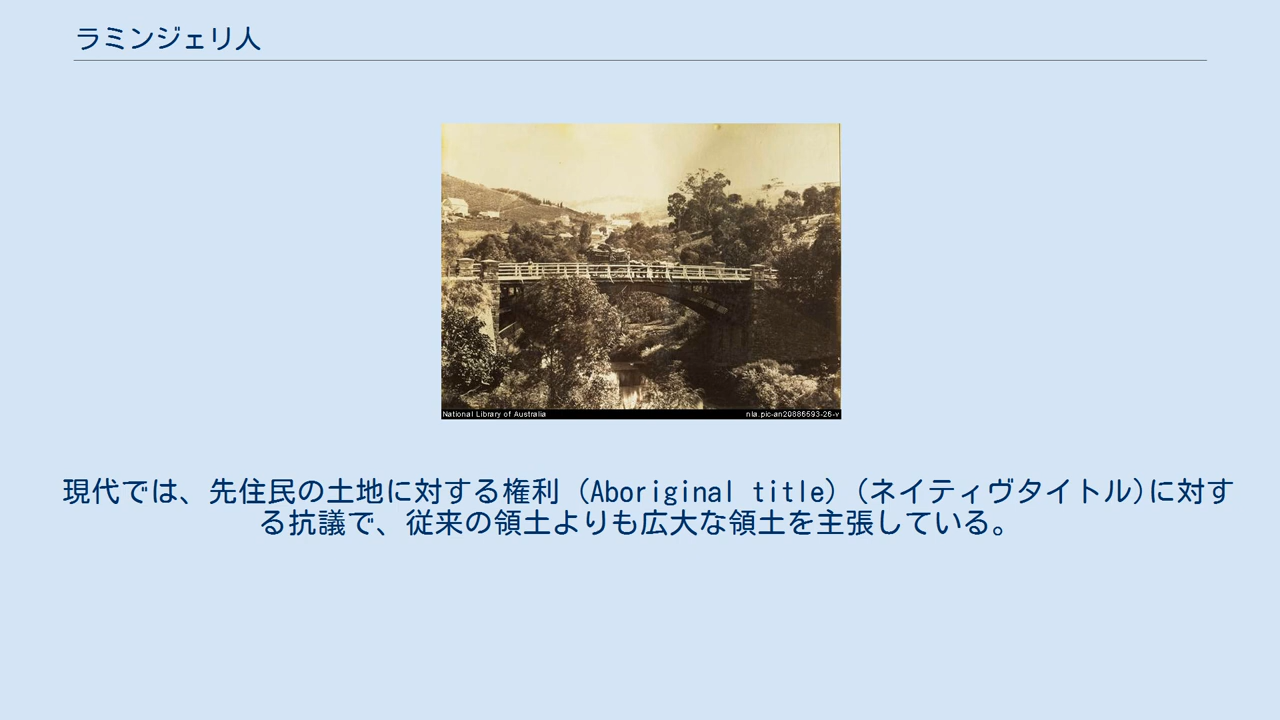 ラミンジェリ人
National Library of Australia
nla.pic-an20886593-26-v
現代では、先住民の土地に対する権利 (Aboriginal title) (ネイティヴタイトル)に対す
る抗議で、従来の領土よりも広大な領土を主張している。